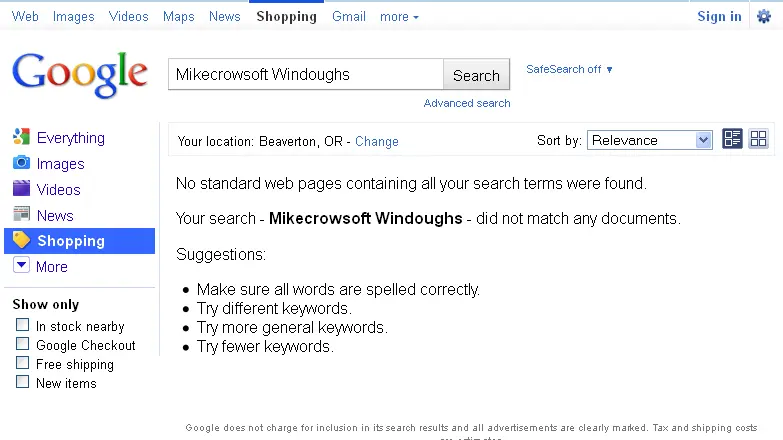 Web Images Videos Maps News Shopping Gmail more Sign in
Google Mikecrowsoft Windoughs Search SafeSearch off ▼
Advanced search
Everything
Images
Videos
News
Shopping
More
Show only
In stock nearby
Google Checkout
Free shipping
New items
Your location: Beaverton, OR - Change Sort by: Relevance
No standard web pages containing all your search terms were found.
Your search - Mikecrowsoft Windoughs - did not match any documents.
Suggestions:
• Make sure all words are spelled correctly.
• Try different keywords.
• Try more general keywords.
• Try fewer keywords.
Google does not charge for inclusion in its search results and all advertisements are clearly marked. Tax and shipping costs